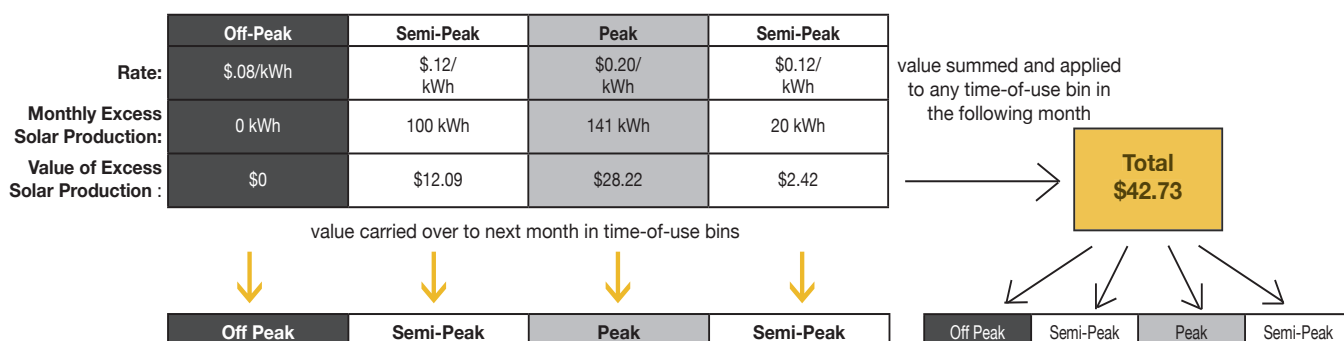 Off-Peak Semi-Peak Peak Semi-Peak
Rate: $.08/kWh $.12/ kWh $0.20/ kWh $0.12/ kWh
Monthly Excess
Solar Production: 0 kWh 100 kWh 141 kWh 20 kWh
Value of Excess
Solar Production : $0 $12.09 $28.22 $2.42
value summed and applied
to any time-of-use bin in
the following month
Total
$42.73
value carried over to next month in time-of-use bins
Off Peak Semi-Peak Peak Semi-Peak
Off Peak Semi-Peak Peak Semi-Peak